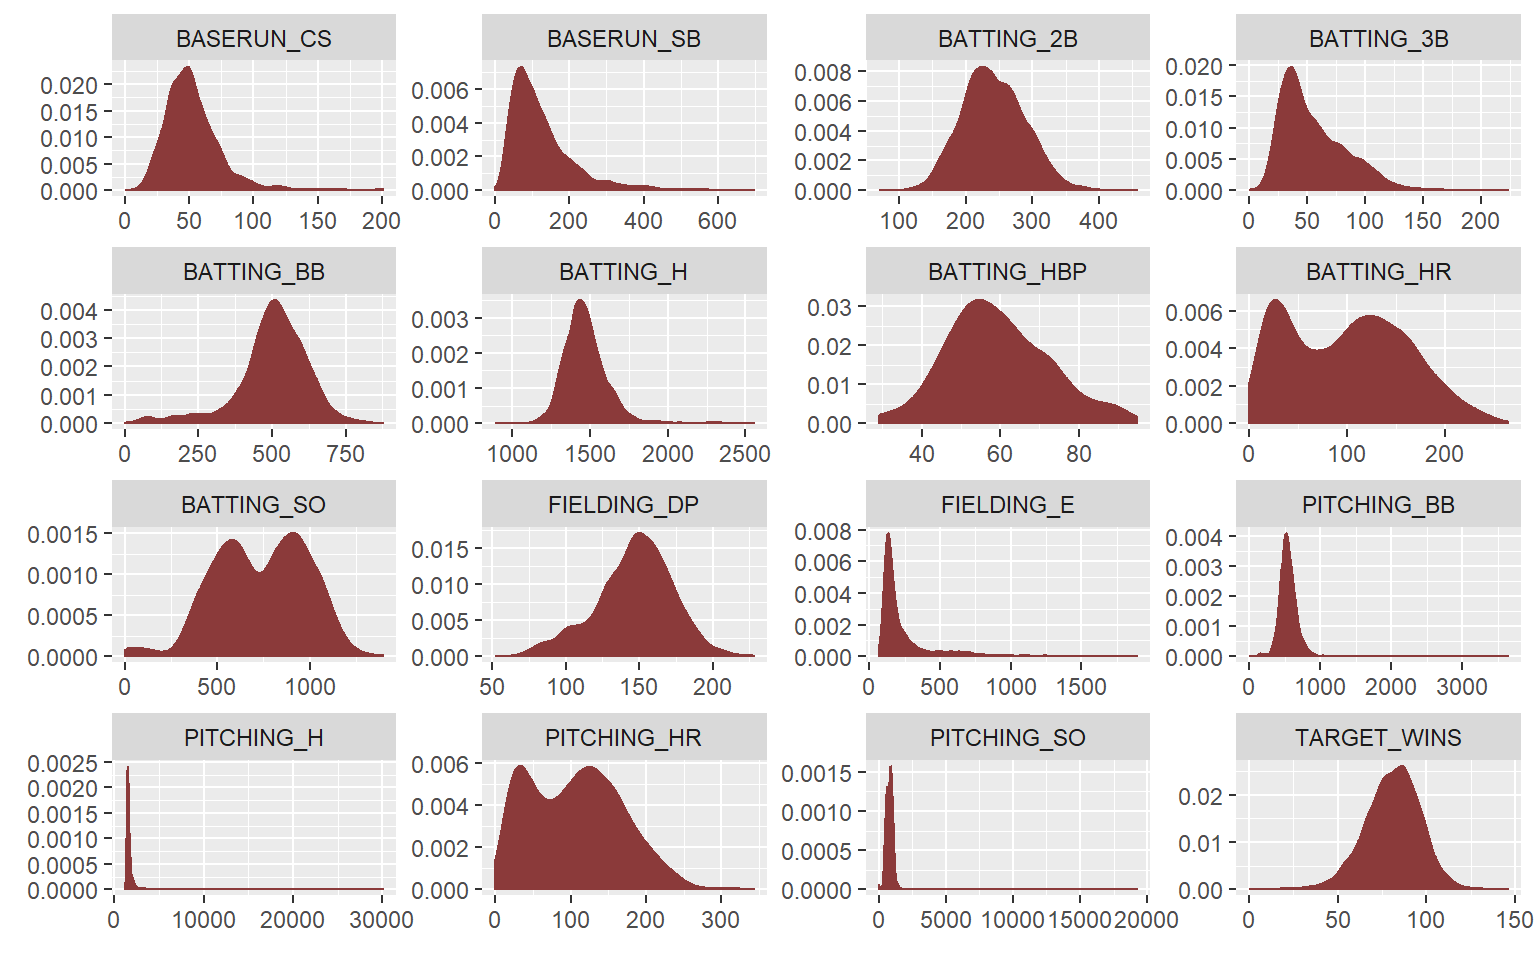 BASERUN_CS BASERUN_SB BATTING_2B BATTING_3B
0.020 0.015 0.010 0.005 0.000 0.006 0.004 0.002 0.000 0.008 0.006 0.004 0.002 0.000 0.020 0.015 0.010 0.005 0.000
0 50 100 150 200 0 200 400 600 100 200 300 400 0 50 100 150 200
BATTING_BB BATTING_H BATTING_HBP BATTING_HR
0.004 0.003 0.002 0.001 0.000 0.003 0.002 0.001 0.000 0.03 0.02 0.01 0.00 0.006 0.004 0.002 0.000
0 250 500 750 1000 1500 2000 2500 40 60 80 0 100 200
BATTING_SO FIELDING_DP FIELDING_E PITCHING_BB
0.0015 0.0010 0.0005 0.0000 0.015 0.010 0.005 0.000 0.008 0.006 0.004 0.002 0.000 0.004 0.003 0.002 0.001 0.000
0 500 1000 50 100 150 200 0 500 1000 1500 0 1000 2000 3000
PITCHING_H PITCHING_HR PITCHING_SO TARGET_WINS
0.0025 0.0020 0.0015 0.0010 0.0005 0.0000 0.006 0.004 0.002 0.000 0.0015 0.0010 0.0005 0.0000 0.02 0.01 0.00
0 10000 20000 30000 0 100 200 300 0 5000 10000 15000 20000 0 50 100 150